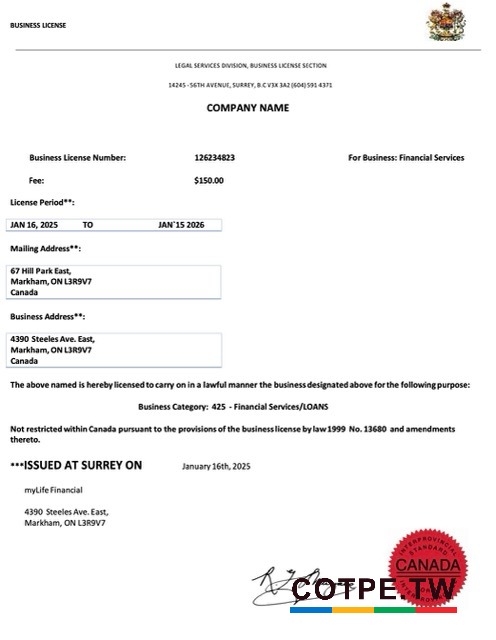 BUSINESS LICENSE
LEGAL SERVICES DIVISION, BUSINESS LICENSE SECTION
14245 -56TH AVENUE, SURREY, B.C V3X 3A2 (604) 591 4371
COMPANY NAME
Business License Number: 126234823 For Business: Financial Services
Fee: $150.00
License Period**:
JAN 16, 2025 TO JAN`15 2026
Mailing Address**:
67 Hill Park East,
Markham, ON L3R9V7
Canada
Business Address**:
4390 Steeles Ave. East,
Markham, ON L3R9V7
Canada
The above named is hereby licensed to carry on in a lawful manner the business designated above for the following purpose:
Business Category: 425 - Financial Services/LOANS
Not restricted within Canada pursuant to the provisions of the business license by law 1999 No. 13680 and amendments
thereto.
***ISSUED AT SURREY ON January 16th, 2025
myLife Financial
4390 Steeles Ave. East,
Markham, ON L3R9V7
INTERPROVINCIAL
STANDARD
CANADA
COTPE.TW